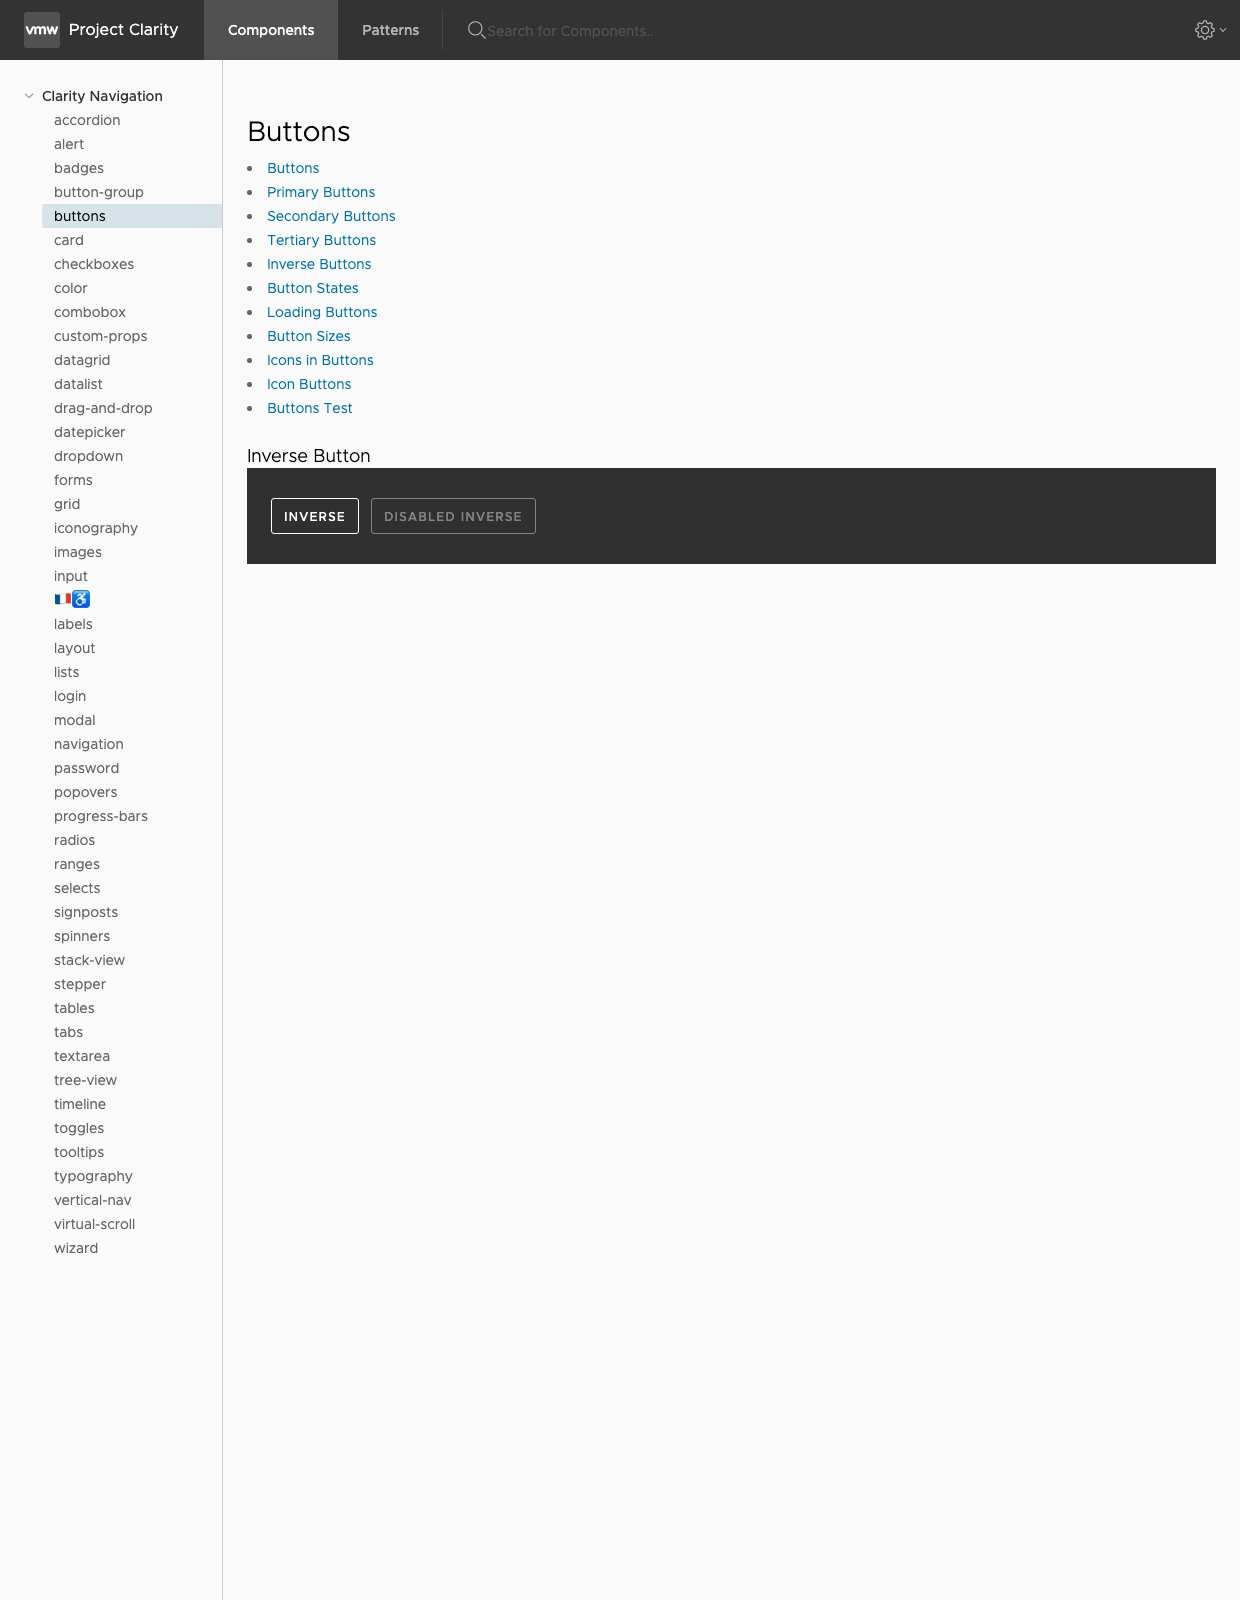 vmw Project Clarity Components Patterns Search for Components..
Clarity Navigation
accordion
alert
badges
button-group
buttons
card
checkboxes
color
combobox
custom-props
datagrid
datalist
drag-and-drop
datepicker
dropdown
forms
grid
iconography
images
input
🇫🇷♿
labels
layout
lists
login
modal
navigation
password
popovers
progress-bars
radios
ranges
selects
signposts
spinners
stack-view
stepper
tables
tabs
textarea
tree-view
timeline
toggles
tooltips
typography
vertical-nav
virtual-scroll
wizard
Buttons
Buttons
Primary Buttons
Secondary Buttons
Tertiary Buttons
Inverse Buttons
Button States
Loading Buttons
Button Sizes
Icons in Buttons
Icon Buttons
Buttons Test
Inverse Button
INVERSE DISABLED INVERSE